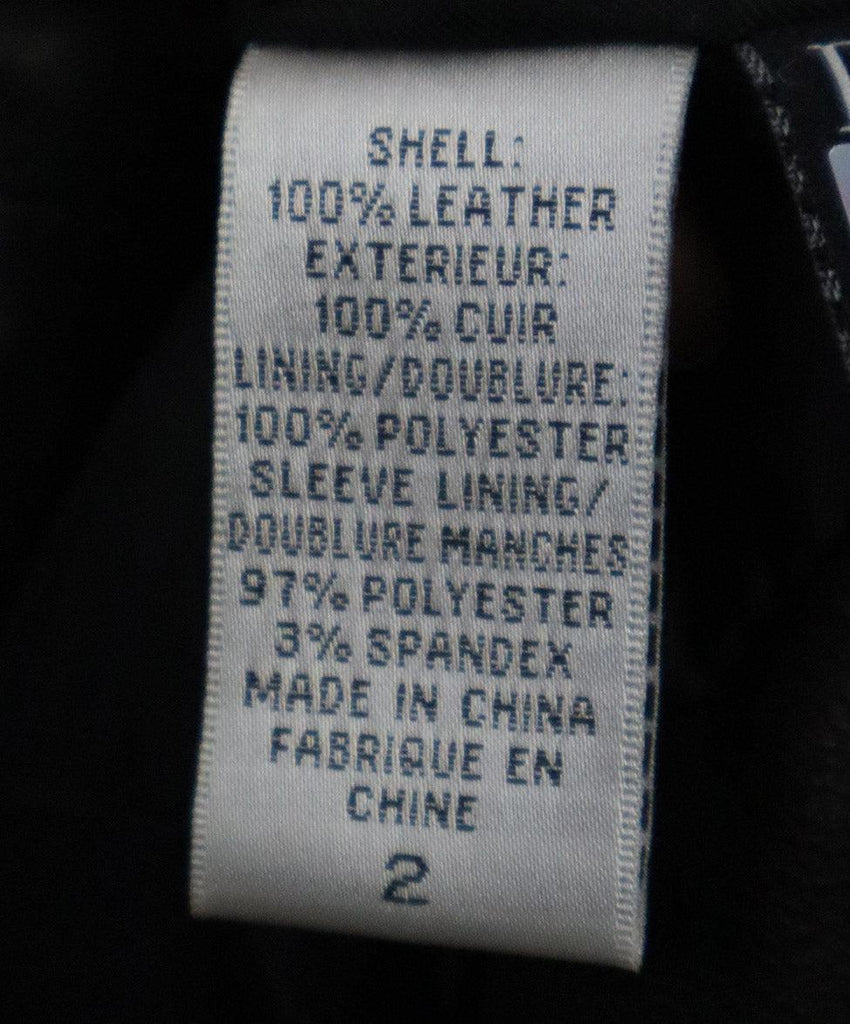 SHELL:
100% LEATHER
EXTERIEUR:
100% CUIR
LINING/DOUBLURE:
100% POLYESTER
SLEEVE LINING/
DOUBLURE MANCHES
97% POLYESTER
3% SPANDEX
MADE IN CHINA
FABRIQUE EN
CHINE
2